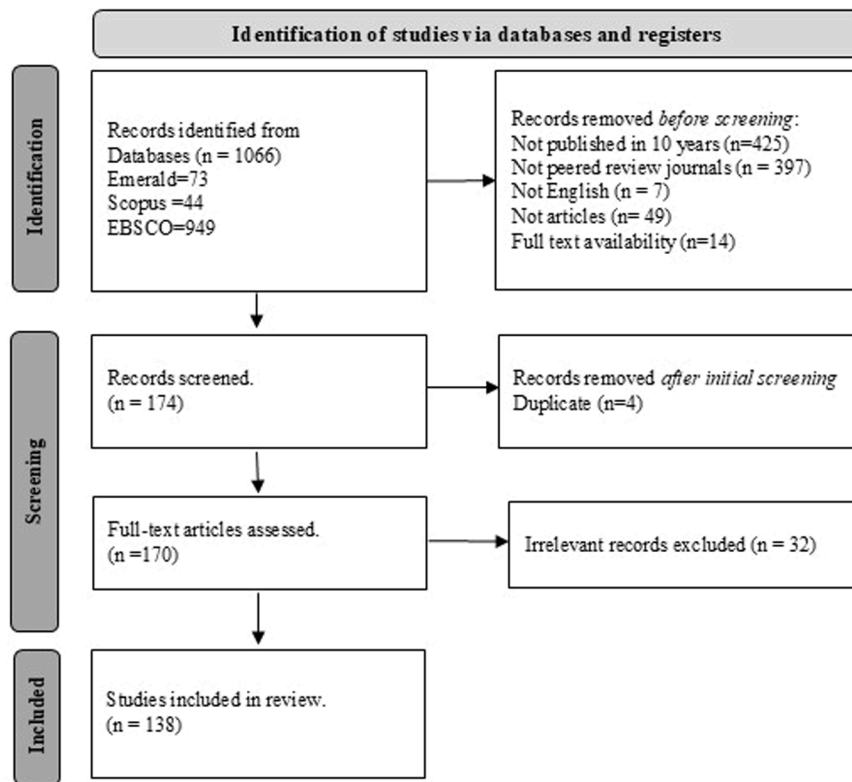 Identification of studies via databases and registers
Identification
Records identified from
Databases (n = 1066)
Emerald=73
Scopus =44
EBSCO=949
Records removed before screening:
Not published in 10 years (n=425)
Not peered review journals (n = 397)
Not English (n = 7)
Not articles (n= 49)
Full text availability (n=14)
Screening
Records screened.
(n = 174)
Records removed after initial screening
Duplicate (n=4)
Full-text articles assessed.
(n =170)
Irrelevant records excluded (n = 32)
Included
Studies included in review.
(n = 138)